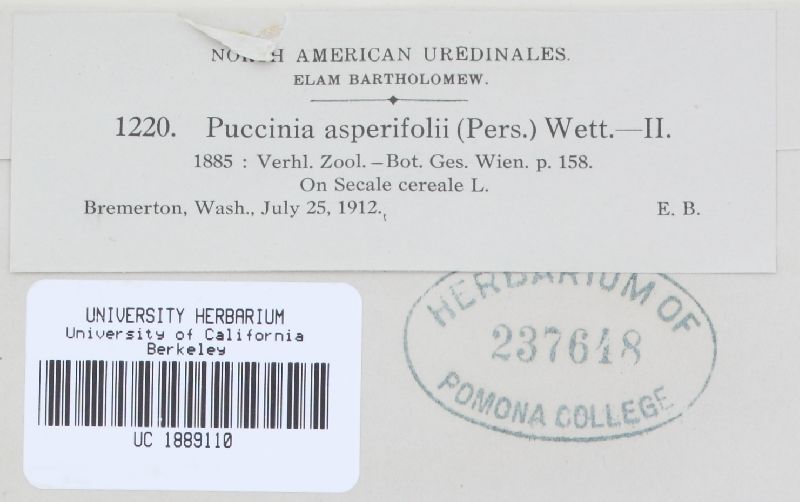 NORTH AMERICAN UREDINALES.
ELAM BARTHOLOMEW.
1220. Puccinia asperifolii (Pers.) Wett.—II.
1885 : Verhl. Zool. – Bot. Ges. Wien. p. 158.
On Secale cereale L.
Bremerton, Wash., July 25, 1912. E. B.
HERBARIUM OF
237648
POMONA COLLEGE
UNIVERSITY HERBARIUM
University of California
Berkeley
UC 1889110